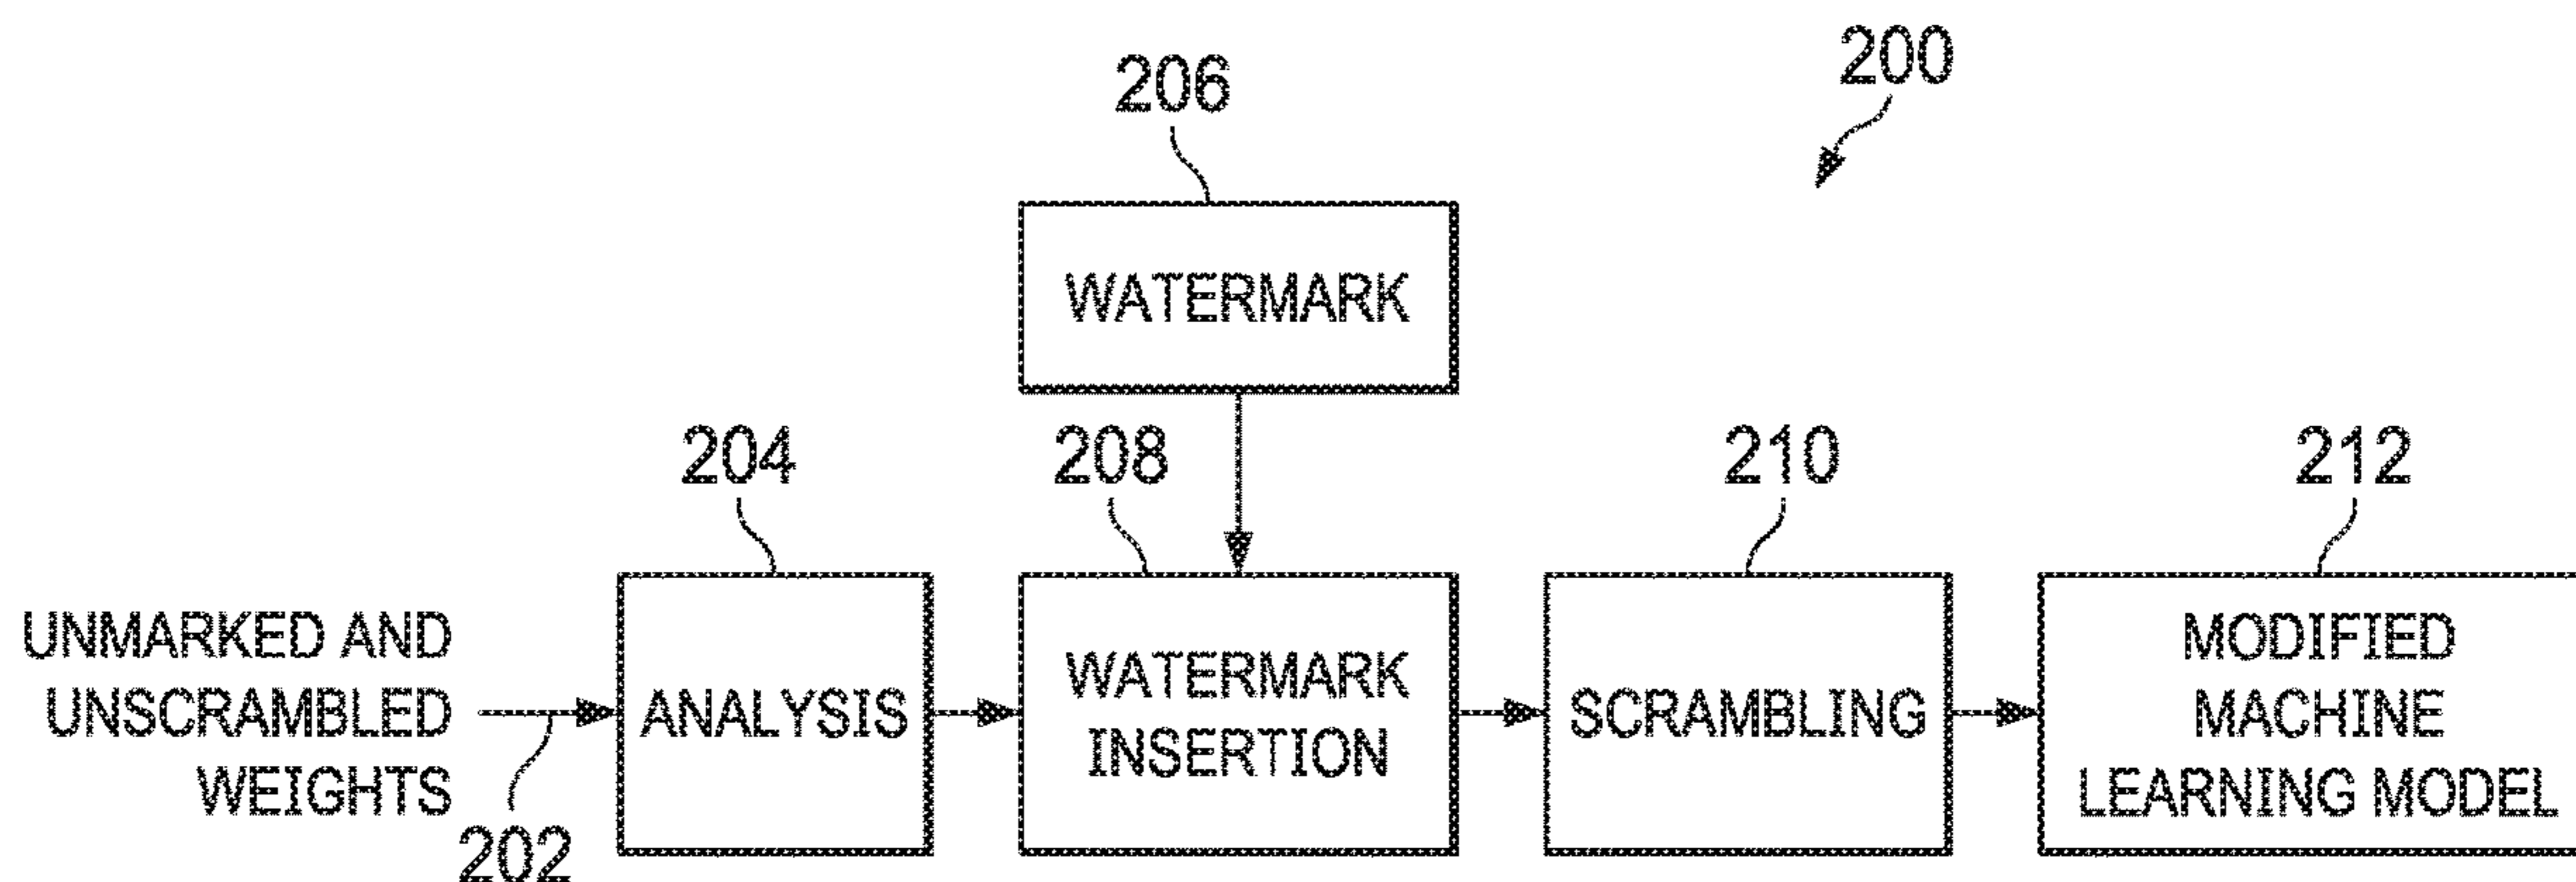 200
206
WATERMARK
204
208
210
212
UNMARKED AND
UNSCRAMBLED
WEIGHTS
202
ANALYSIS
WATERMARK
INSERTION
SCRAMBLING
MODIFIED
MACHINE
LEARNING MODEL